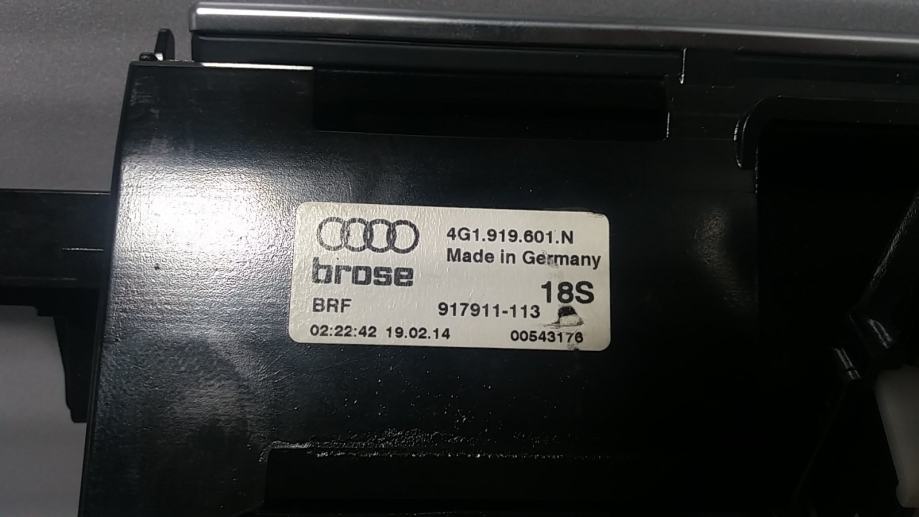 4G1.919.601.N
brose Made in Germany
18S
BRF 917911-113
02:22:42 19.02.14 00543176